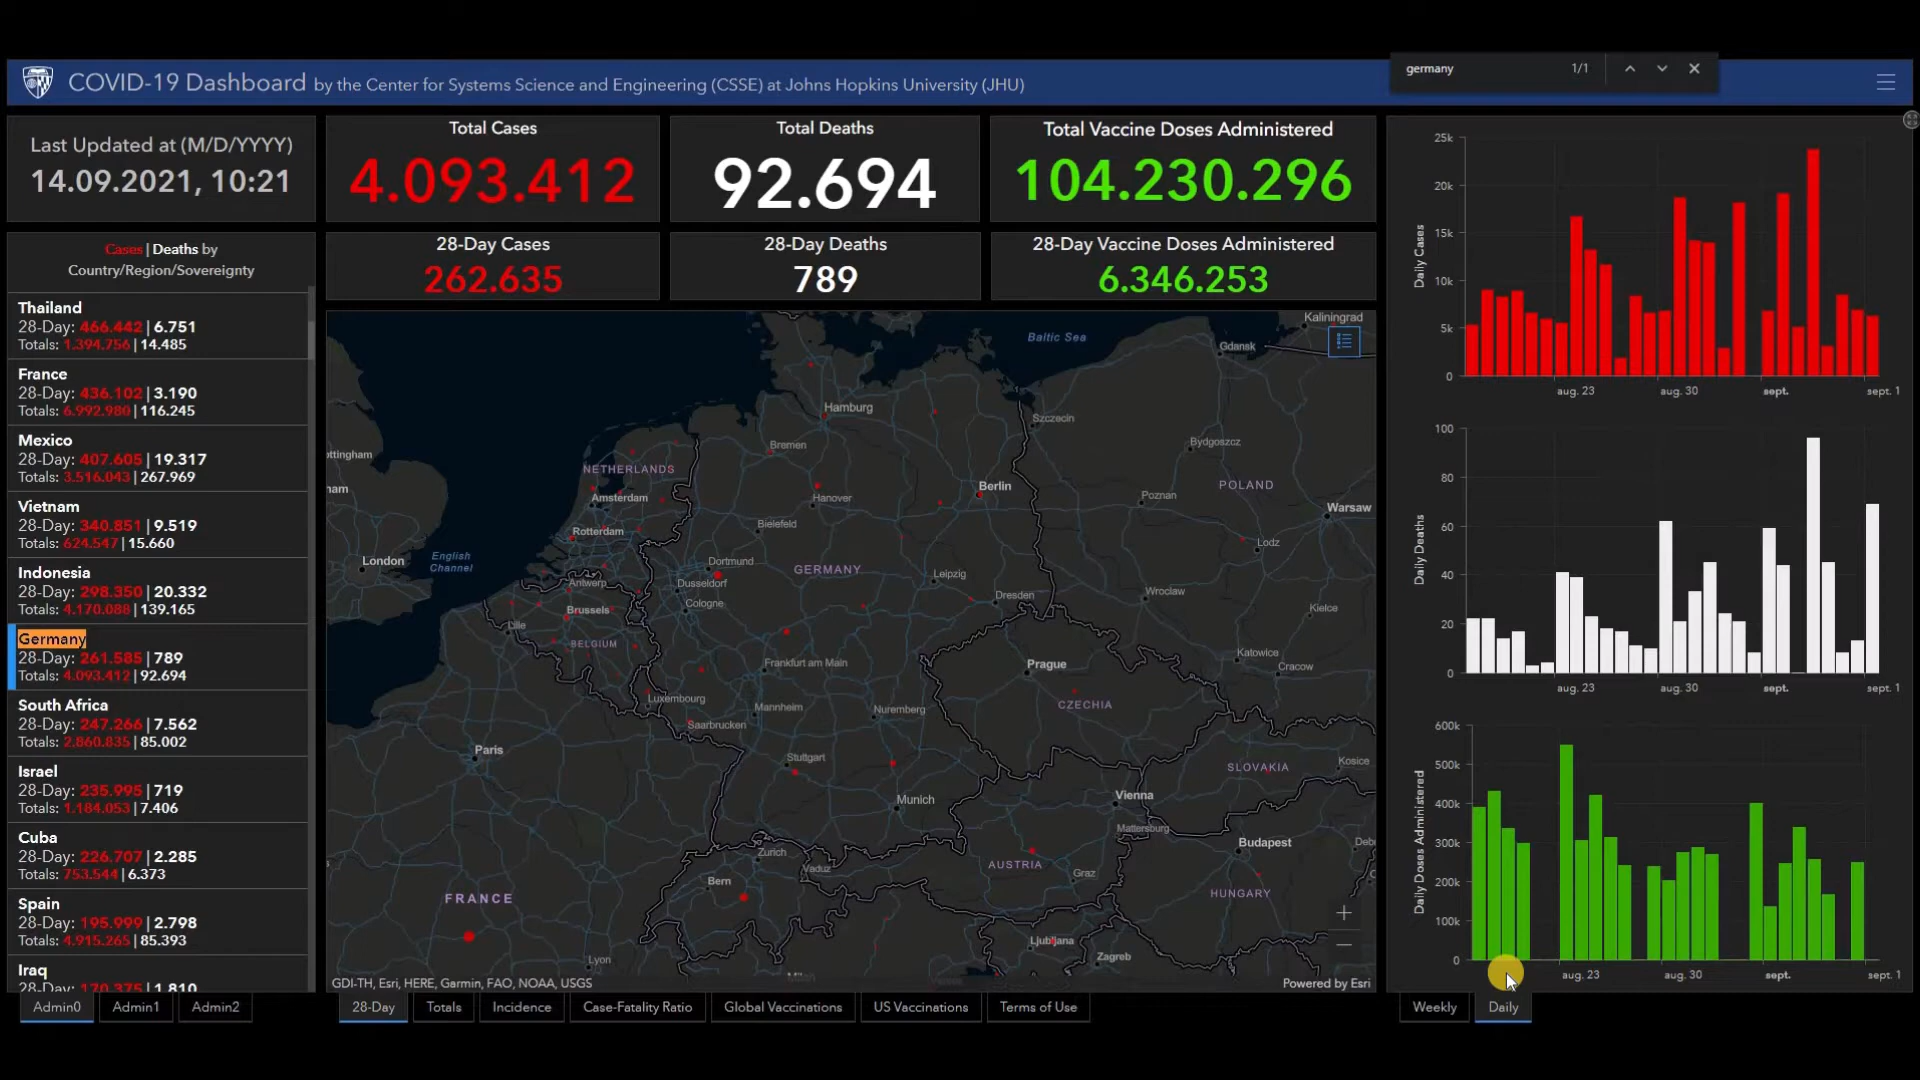 COVID-19 Dashboard by the Center for Systems Science and Engineering (CSSE) at Johns Hopkins University (JHU)
germany 1/1
Last Updated at (M/D/YYYY)
14.09.2021, 10:21
Total Cases
4.093.412
Total Deaths
92.694
Total Vaccine Doses Administered
104.230.296
28-Day Cases
262.635
28-Day Deaths
789
28-Day Vaccine Doses Administered
6.346.253
Cases | Deaths by
Country/Region/Sovereignty
Thailand
28-Day: 466.442 | 6.751
Totals: 1.394.756 | 14.485
France
28-Day: 436.102 | 3.190
Totals: 6.992.980 | 116.245
Mexico
28-Day: 407.605 | 19.317
Totals: 3.516.043 | 267.969
Vietnam
28-Day: 340.851 | 9.519
Totals: 624.547 | 15.660
Indonesia
28-Day: 298.350 | 20.332
Totals: 4.170.088 | 139.165
Germany
28-Day: 261.585 | 789
Totals: 4.093.412 | 92.694
South Africa
28-Day: 247.266 | 7.562
Totals: 2.860.835 | 85.002
Israel
28-Day: 235.995 | 719
Totals: 1.184.053 | 7.406
Cuba
28-Day: 226.707 | 2.285
Totals: 753.544 | 6.373
Spain
28-Day: 195.999 | 2.798
Totals: 4.915.265 | 85.393
Iraq
28-Day: 170.375 | 1.810
Admin0
Admin1
Admin2
Kaliningrad
Baltic Sea
Gdansk
Hamburg
Szczecin
Bremen
Bydgoszcz
ttingham
NETHERLANDS
ham
Amsterdam
Hanover
Berlin
POLAND
Poznan
Warsaw
Rotterdam
Bielefeld
Lodz
London
English
Channel
Dortmund
GERMANY
Leipzig
Antwerp
Dusseldorf
Cologne
Dresden
Wroclaw
Kielce
Brussels
Lille
BELGIUM
Frankfurt am Main
Prague
Katowice
Cracow
Luxembourg
Mannheim
Nuremberg
CZECHIA
Saarbrucken
Paris
Stuttgart
SLOVAKIA
Kosice
Munich
Vienna
Mattersburg
Zurich
Budapest
Deb
Vaduz
AUSTRIA
Bern
Graz
HUNGARY
FRANCE
Ljubljana
Zagreb
Lyon
GDI-TH, Esri, HERE, Garmin, FAO, NOAA, USGS
Powered by Esri
28-Day
Totals
Incidence
Case-Fatality Ratio
Global Vaccinations
US Vaccinations
Terms of Use
Daily Cases
25k
20k
15k
10k
5k
0
aug. 23
aug. 30
sept.
sept. 1
Daily Deaths
100
80
60
40
20
0
aug. 23
aug. 30
sept.
sept. 1
Daily Doses Administered
600k
500k
400k
300k
200k
100k
0
aug. 23
aug. 30
sept.
sept. 1
Weekly
Daily